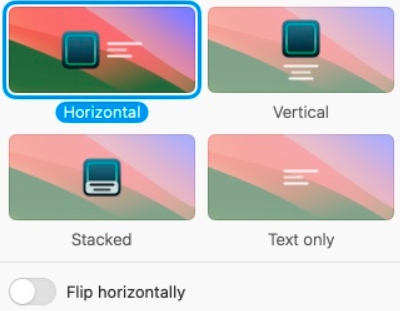 Horizontal
Vertical
Stacked
Text only
Flip horizontally